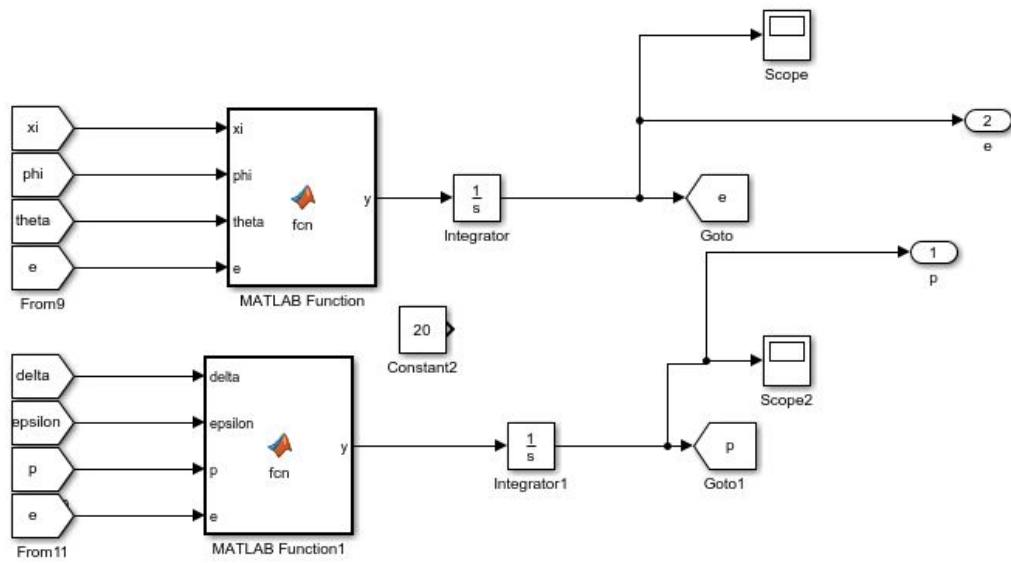 Scope
2
e
xi
phi
theta
e
From9
xi
phi
theta
e
fcn
y
MATLAB Function
1
s
Integrator
e
Goto
1
p
20
Constant2
Scope2
delta
epsilon
p
e
From11
delta
epsilon
p
e
fcn
y
MATLAB Function1
1
s
Integrator1
p
Goto1